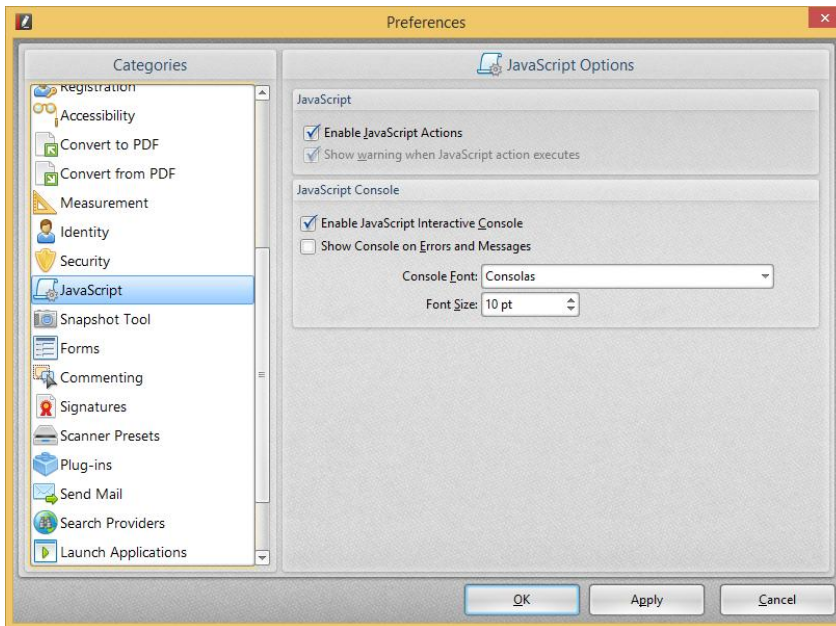 Preferences
Categories
Registration
Accessibility
Convert to PDF
Convert from PDF
Measurement
Identity
Security
JavaScript
Snapshot Tool
Forms
Commenting
Signatures
Scanner Presets
Plug-ins
Send Mail
Search Providers
Launch Applications
JavaScript Options
JavaScript
Enable JavaScript Actions
Show warning when JavaScript action executes
JavaScript Console
Enable JavaScript Interactive Console
Show Console on Errors and Messages
Console Font: Consolas
Font Size: 10 pt
OK
Apply
Cancel